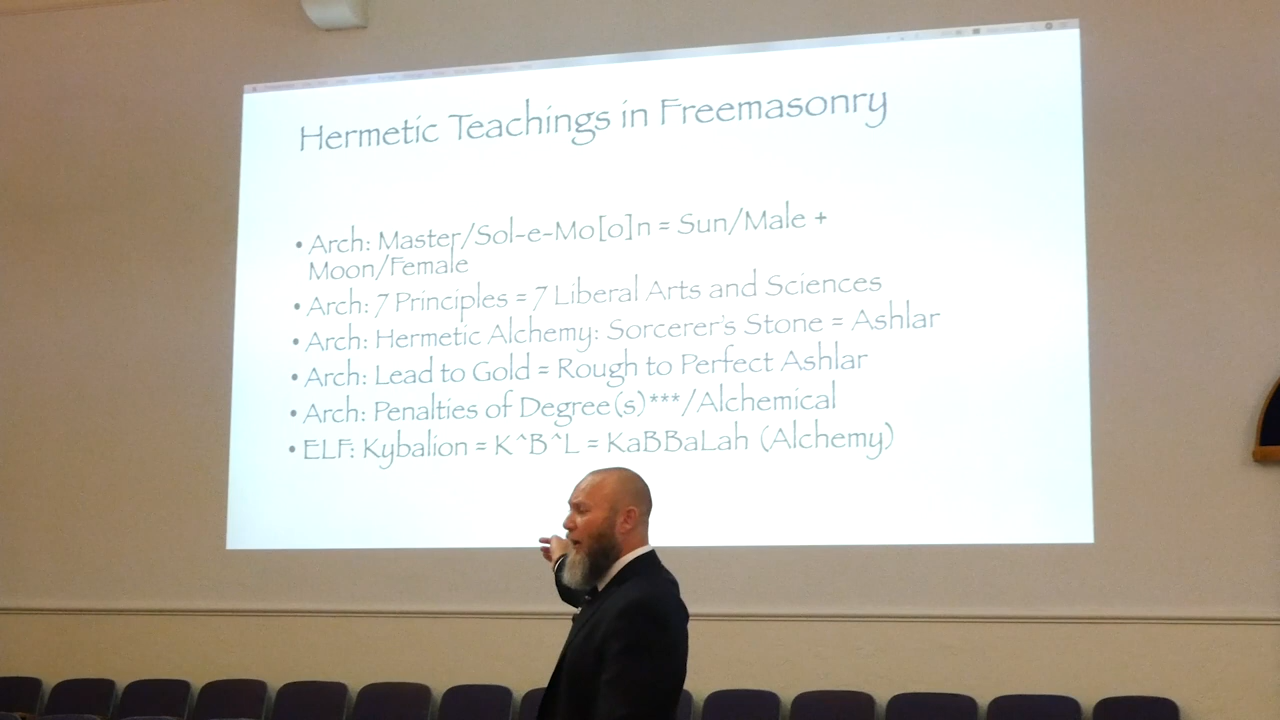 Hermetic Teachings in Freemasonry
• Arch: Master/Sol-e-Mo[o]n = Sun/Male +
Moon/Female
• Arch: 7 Principles = 7 Liberal Arts and Sciences
• Arch: Hermetic Alchemy: Sorcerer's Stone = Ashlar
• Arch: Lead to Gold = Rough to Perfect Ashlar
• Arch: Penalties of Degree(s)***/Alchemical
• ELF: Kybalion = K^B^L = KaBBaLah (Alchemy)